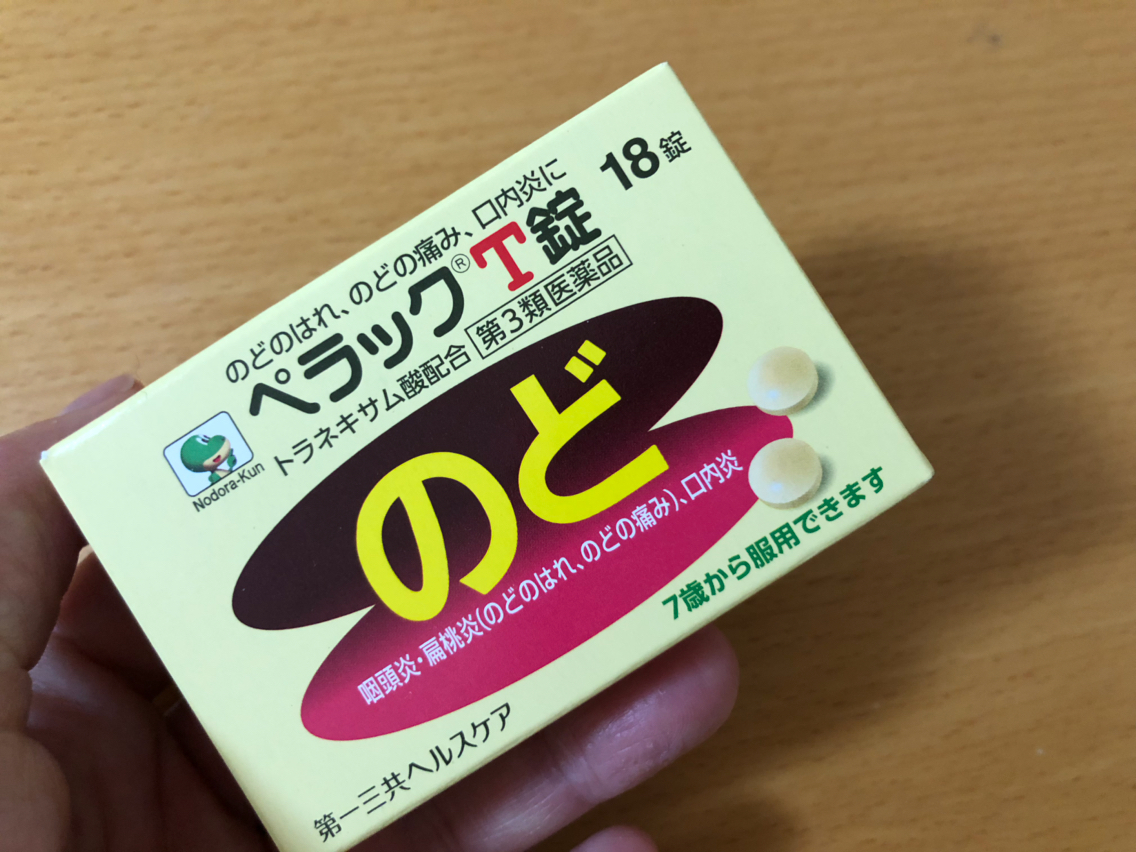 のどのはれ、のどの痛み、口内炎に
ペラック®T錠
18錠
トラネキサム酸配合
第3類医薬品
Nodora-Kun
のど
咽頭炎・扁桃炎(のどのはれ、のどの痛み)、口内炎
7歳から服用できます
第一三共ヘルスケア